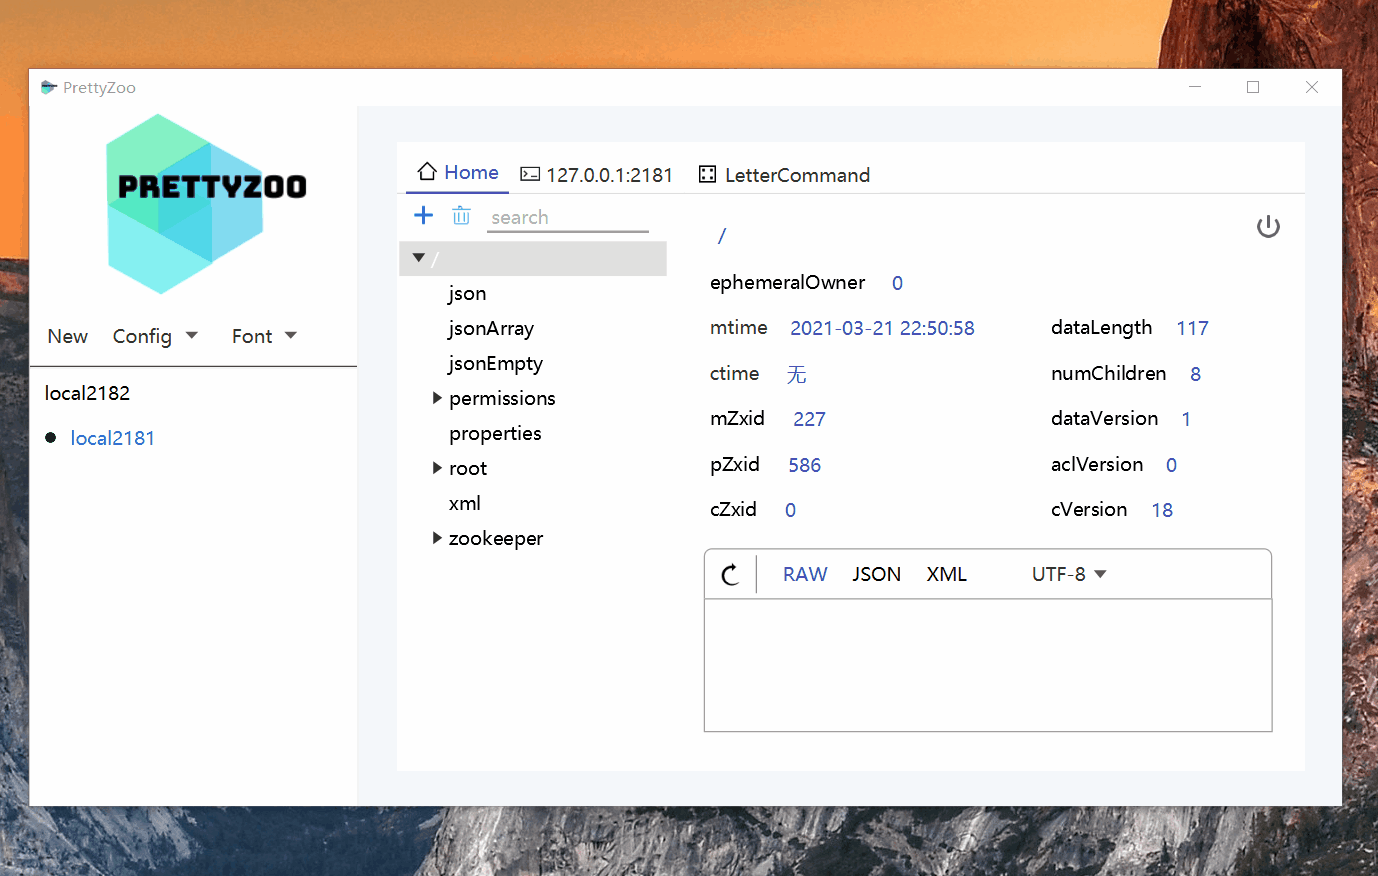 PrettyZoo
PRETTYZOO
New Config Font
local2182
local2181
Home 127.0.0.1:2181 LetterCommand
search
/
json
jsonArray
jsonEmpty
permissions
properties
root
xml
zookeeper
/
ephemeralOwner 0
mtime 2021-03-21 22:50:58 dataLength 117
ctime 无 numChildren 8
mZxid 227 dataVersion 1
pZxid 586 aclVersion 0
cZxid 0 cVersion 18
RAW JSON XML UTF-8